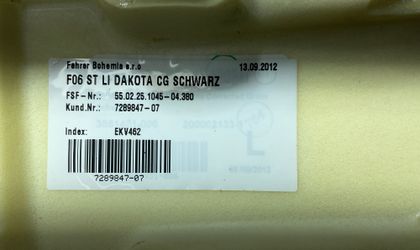 Fehrer Bohemia s.r.o 13.09.2012
F06 ST LI DAKOTA CG SCHWARZ
FSF-Nr.: 55.02.25.1045-04.380
Kund.Nr.: 7289847-07
Index: EKV462
L
7289847-07